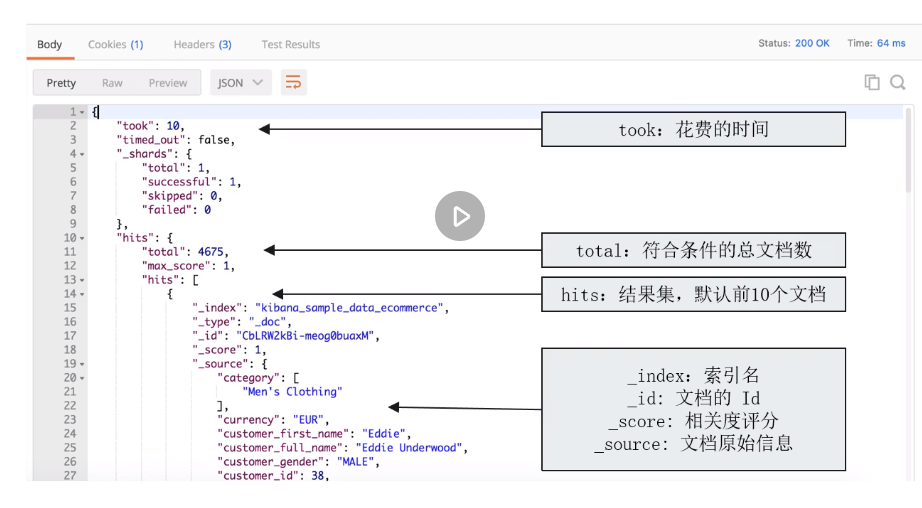 Body Cookies (1) Headers (3) Test Results Status: 200 OK Time: 64 ms
Pretty Raw Preview JSON
1 {
2 "took": 10,
took: 花费的时间
3 "timed_out": false,
4 "_shards": {
5 "total": 1,
6 "successful": 1,
7 "skipped": 0,
8 "failed": 0
9 },
10 "hits": {
11 "total": 4675,
total: 符合条件的总文档数
12 "max_score": 1,
13 "hits": [
14 {
hits: 结果集，默认前10个文档
15 "_index": "kibana_sample_data_ecommerce",
16 "_type": "_doc",
17 "_id": "CbLRW2kBi-meog0buaxM",
18 "_score": 1,
19 "_source": {
20 "category": [
21 "Men's Clothing"
22 ],
23 "currency": "EUR",
24 "customer_first_name": "Eddie",
25 "customer_full_name": "Eddie Underwood",
26 "customer_gender": "MALE",
27 "customer_id": 38,
_index: 索引名
_id: 文档的 Id
_score: 相关度评分
_source: 文档原始信息